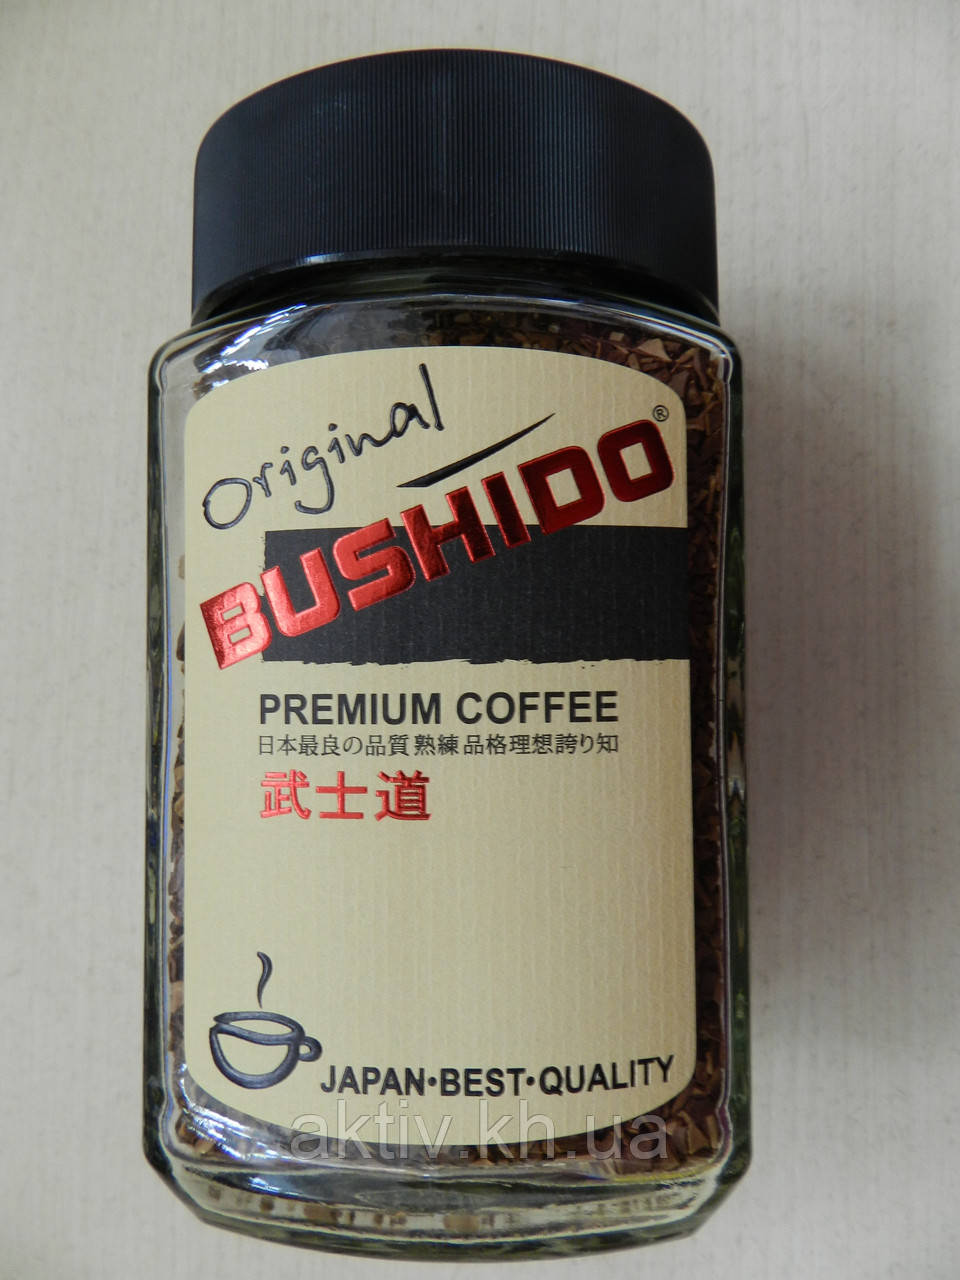 Original
BUSHIDO®
PREMIUM COFFEE
日本最良の品質 熟練 品格 理想 誇り 知
武士道
JAPAN•BEST•QUALITY
aktiv.kh.ua